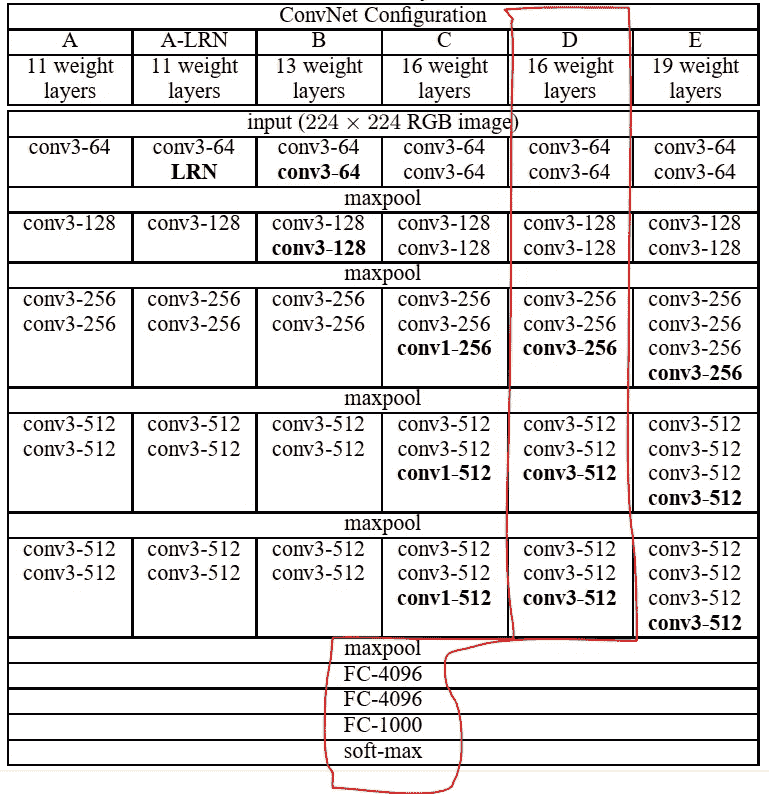 ConvNet Configuration
A A-LRN B C D E
11 weight 11 weight 13 weight 16 weight 16 weight 19 weight
layers layers layers layers layers layers
input (224 × 224 RGB image)
conv3-64 conv3-64 conv3-64 conv3-64 conv3-64 conv3-64
LRN conv3-64 conv3-64 conv3-64 conv3-64
maxpool
conv3-128 conv3-128 conv3-128 conv3-128 conv3-128 conv3-128
conv3-128 conv3-128 conv3-128 conv3-128
maxpool
conv3-256 conv3-256 conv3-256 conv3-256 conv3-256 conv3-256
conv3-256 conv3-256 conv3-256 conv3-256 conv3-256 conv3-256
conv1-256 conv3-256 conv3-256
conv3-256
maxpool
conv3-512 conv3-512 conv3-512 conv3-512 conv3-512 conv3-512
conv3-512 conv3-512 conv3-512 conv3-512 conv3-512 conv3-512
conv1-512 conv3-512 conv3-512
conv3-512
maxpool
conv3-512 conv3-512 conv3-512 conv3-512 conv3-512 conv3-512
conv3-512 conv3-512 conv3-512 conv3-512 conv3-512 conv3-512
conv1-512 conv3-512 conv3-512
conv3-512
maxpool
FC-4096
FC-4096
FC-1000
soft-max